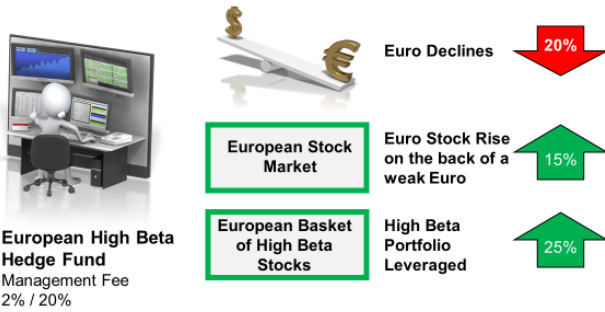 $
€
Euro Declines
20%
European Stock
Market
Euro Stock Rise
on the back of a
weak Euro
15%
European Basket
of High Beta
Stocks
High Beta
Portfolio
Leveraged
25%
European High Beta
Hedge Fund
Management Fee
2% / 20%